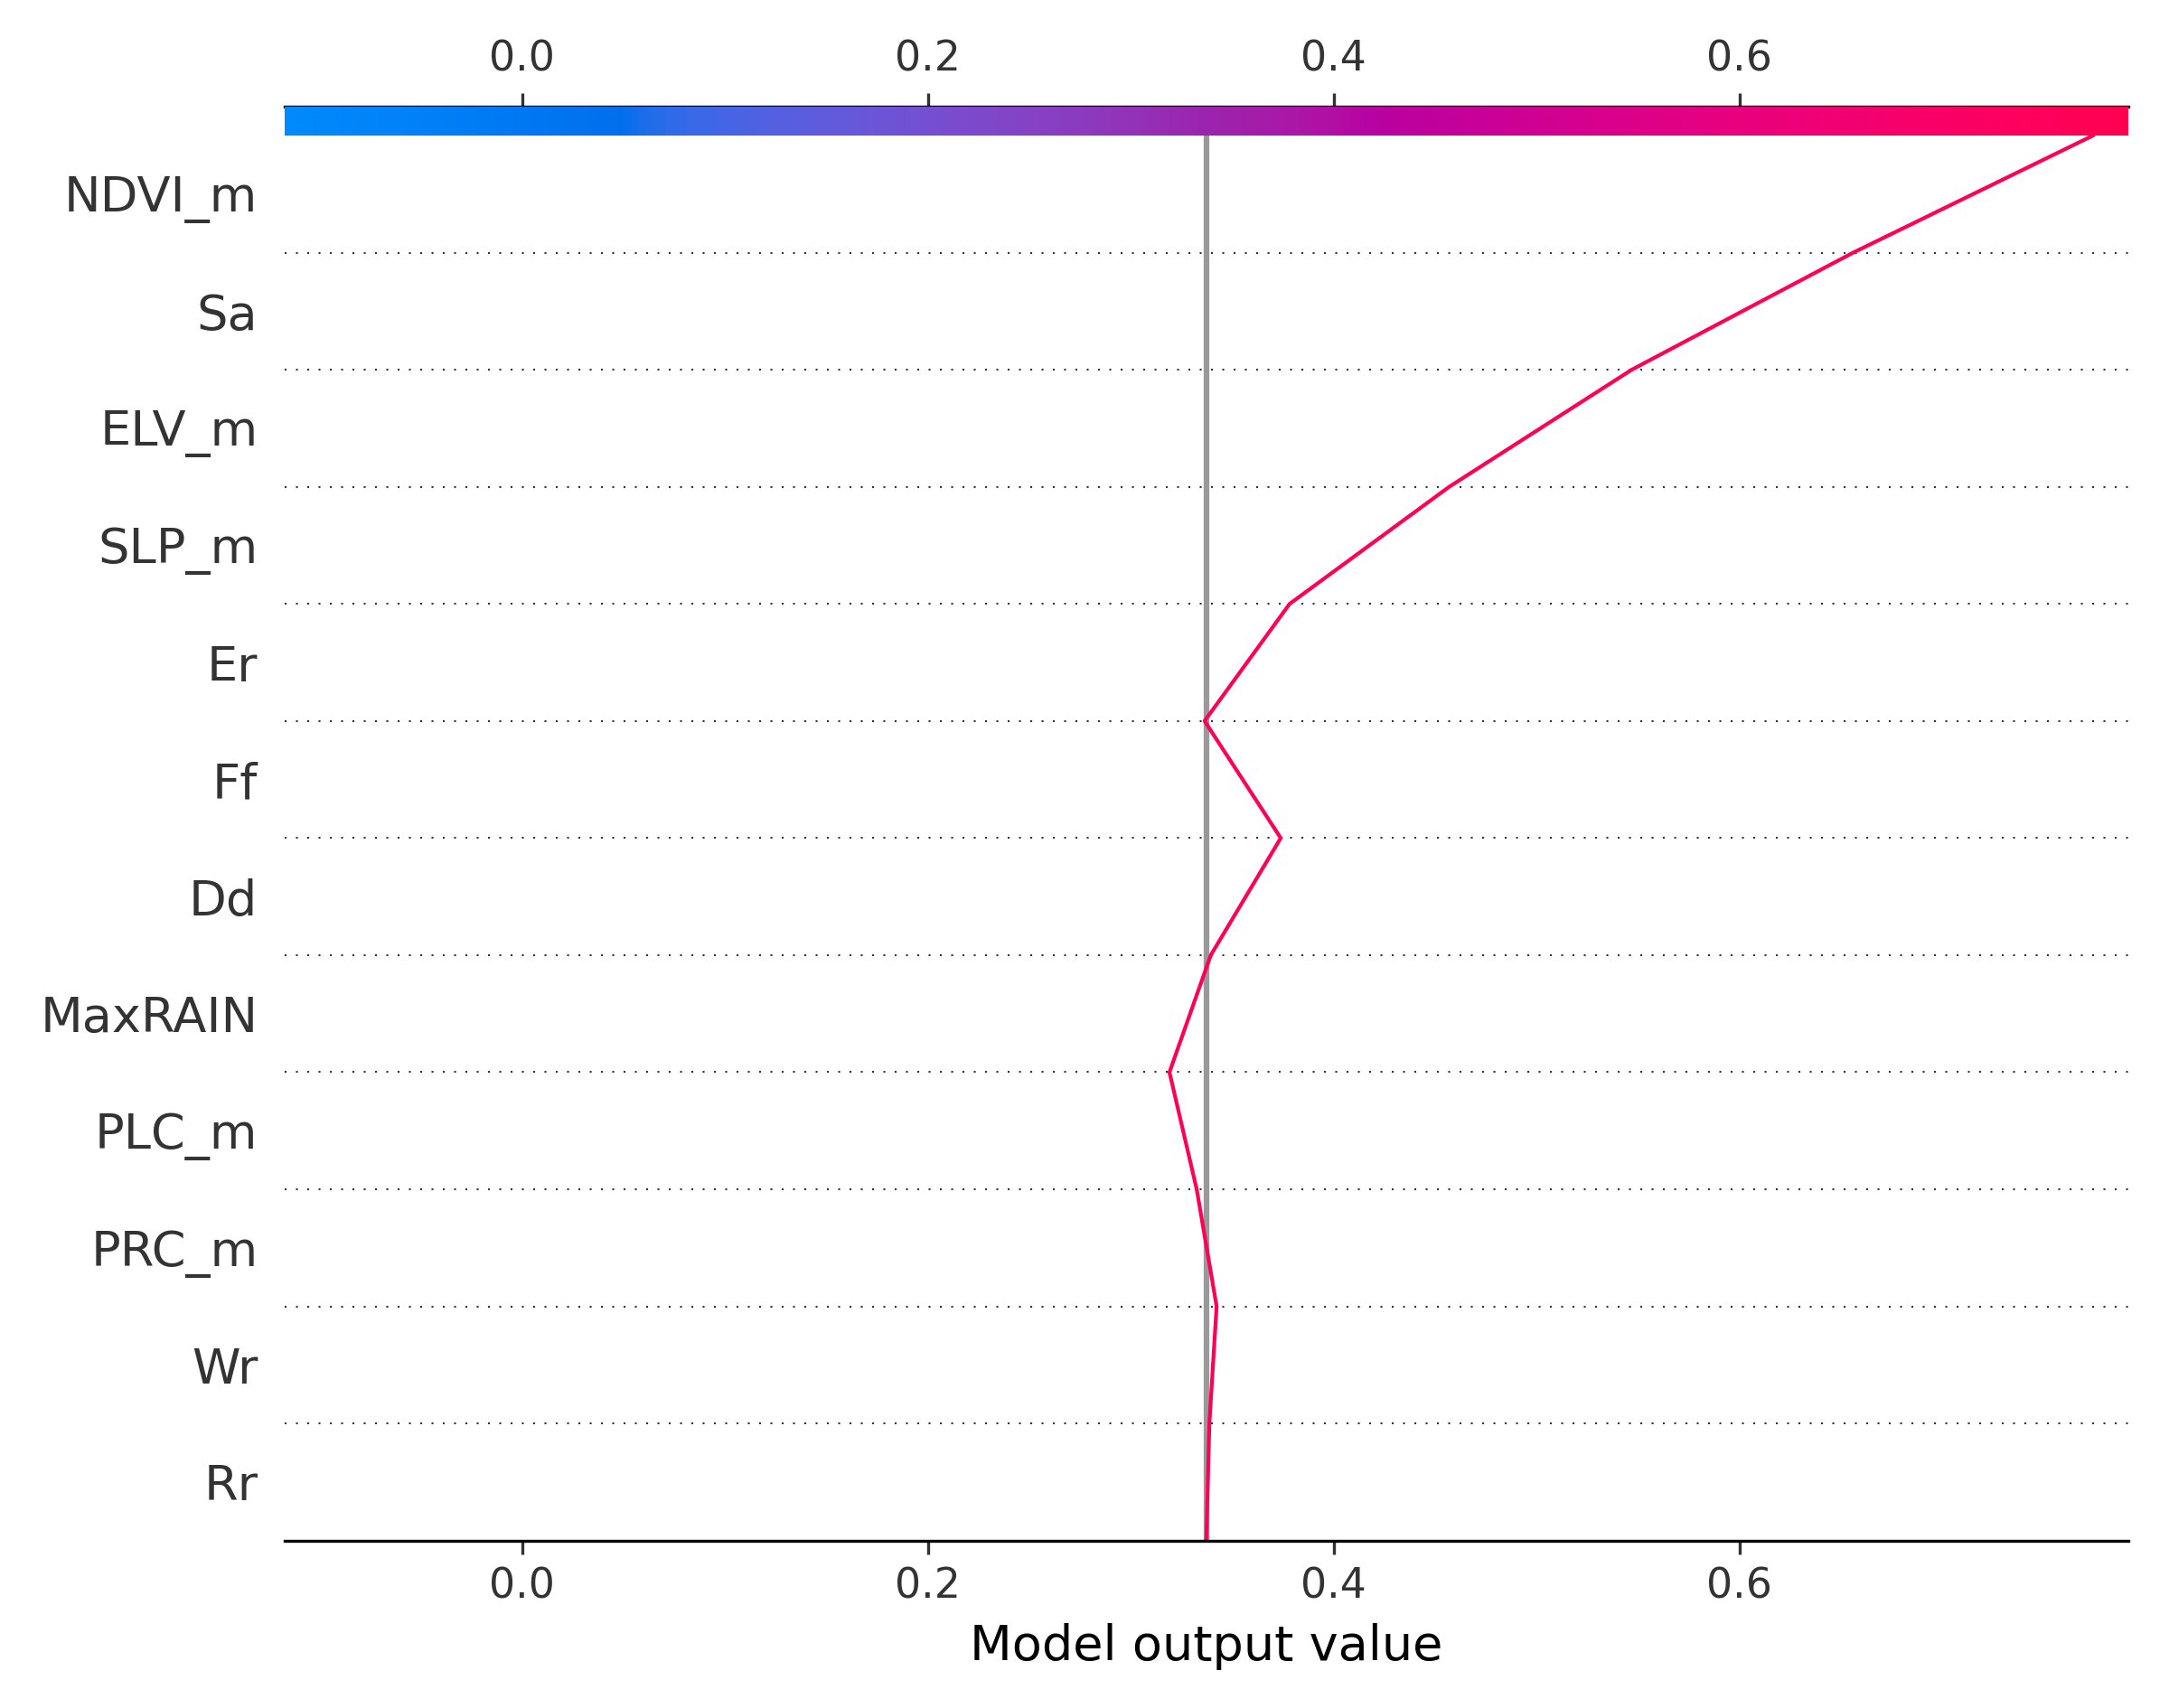 0.0 0.2 0.4 0.6
NDVI_m
Sa
ELV_m
SLP_m
Er
Ff
Dd
MaxRAIN
PLC_m
PRC_m
Wr
Rr
0.0 0.2 0.4 0.6
Model output value